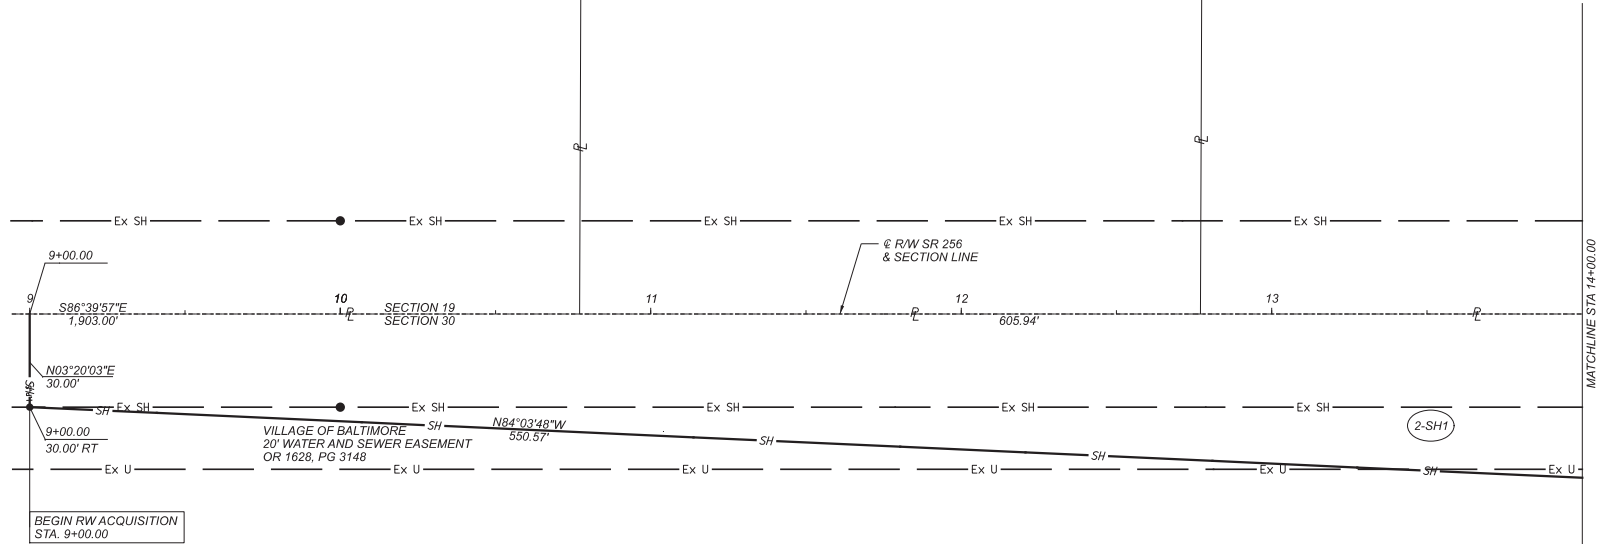 ℄
℄
Ex SH Ex SH Ex SH Ex SH Ex SH
9+00.00
℄ R/W SR 256
& SECTION LINE
9 10 11 12 13
S86°39'57"E
1,903.00'
SECTION 19
SECTION 30
605.94'
N03°20'03"E
30.00'
SH
Ex SH Ex SH Ex SH Ex SH Ex SH
SH SH SH SH SH
9+00.00
30.00' RT
VILLAGE OF BALTIMORE
20' WATER AND SEWER EASEMENT
OR 1628, PG 3148
N84°03'48"W
550.57'
2-SH1
Ex U Ex U Ex U Ex U Ex U Ex U
BEGIN RW ACQUISITION
STA. 9+00.00
MATCHLINE STA 14+00.00